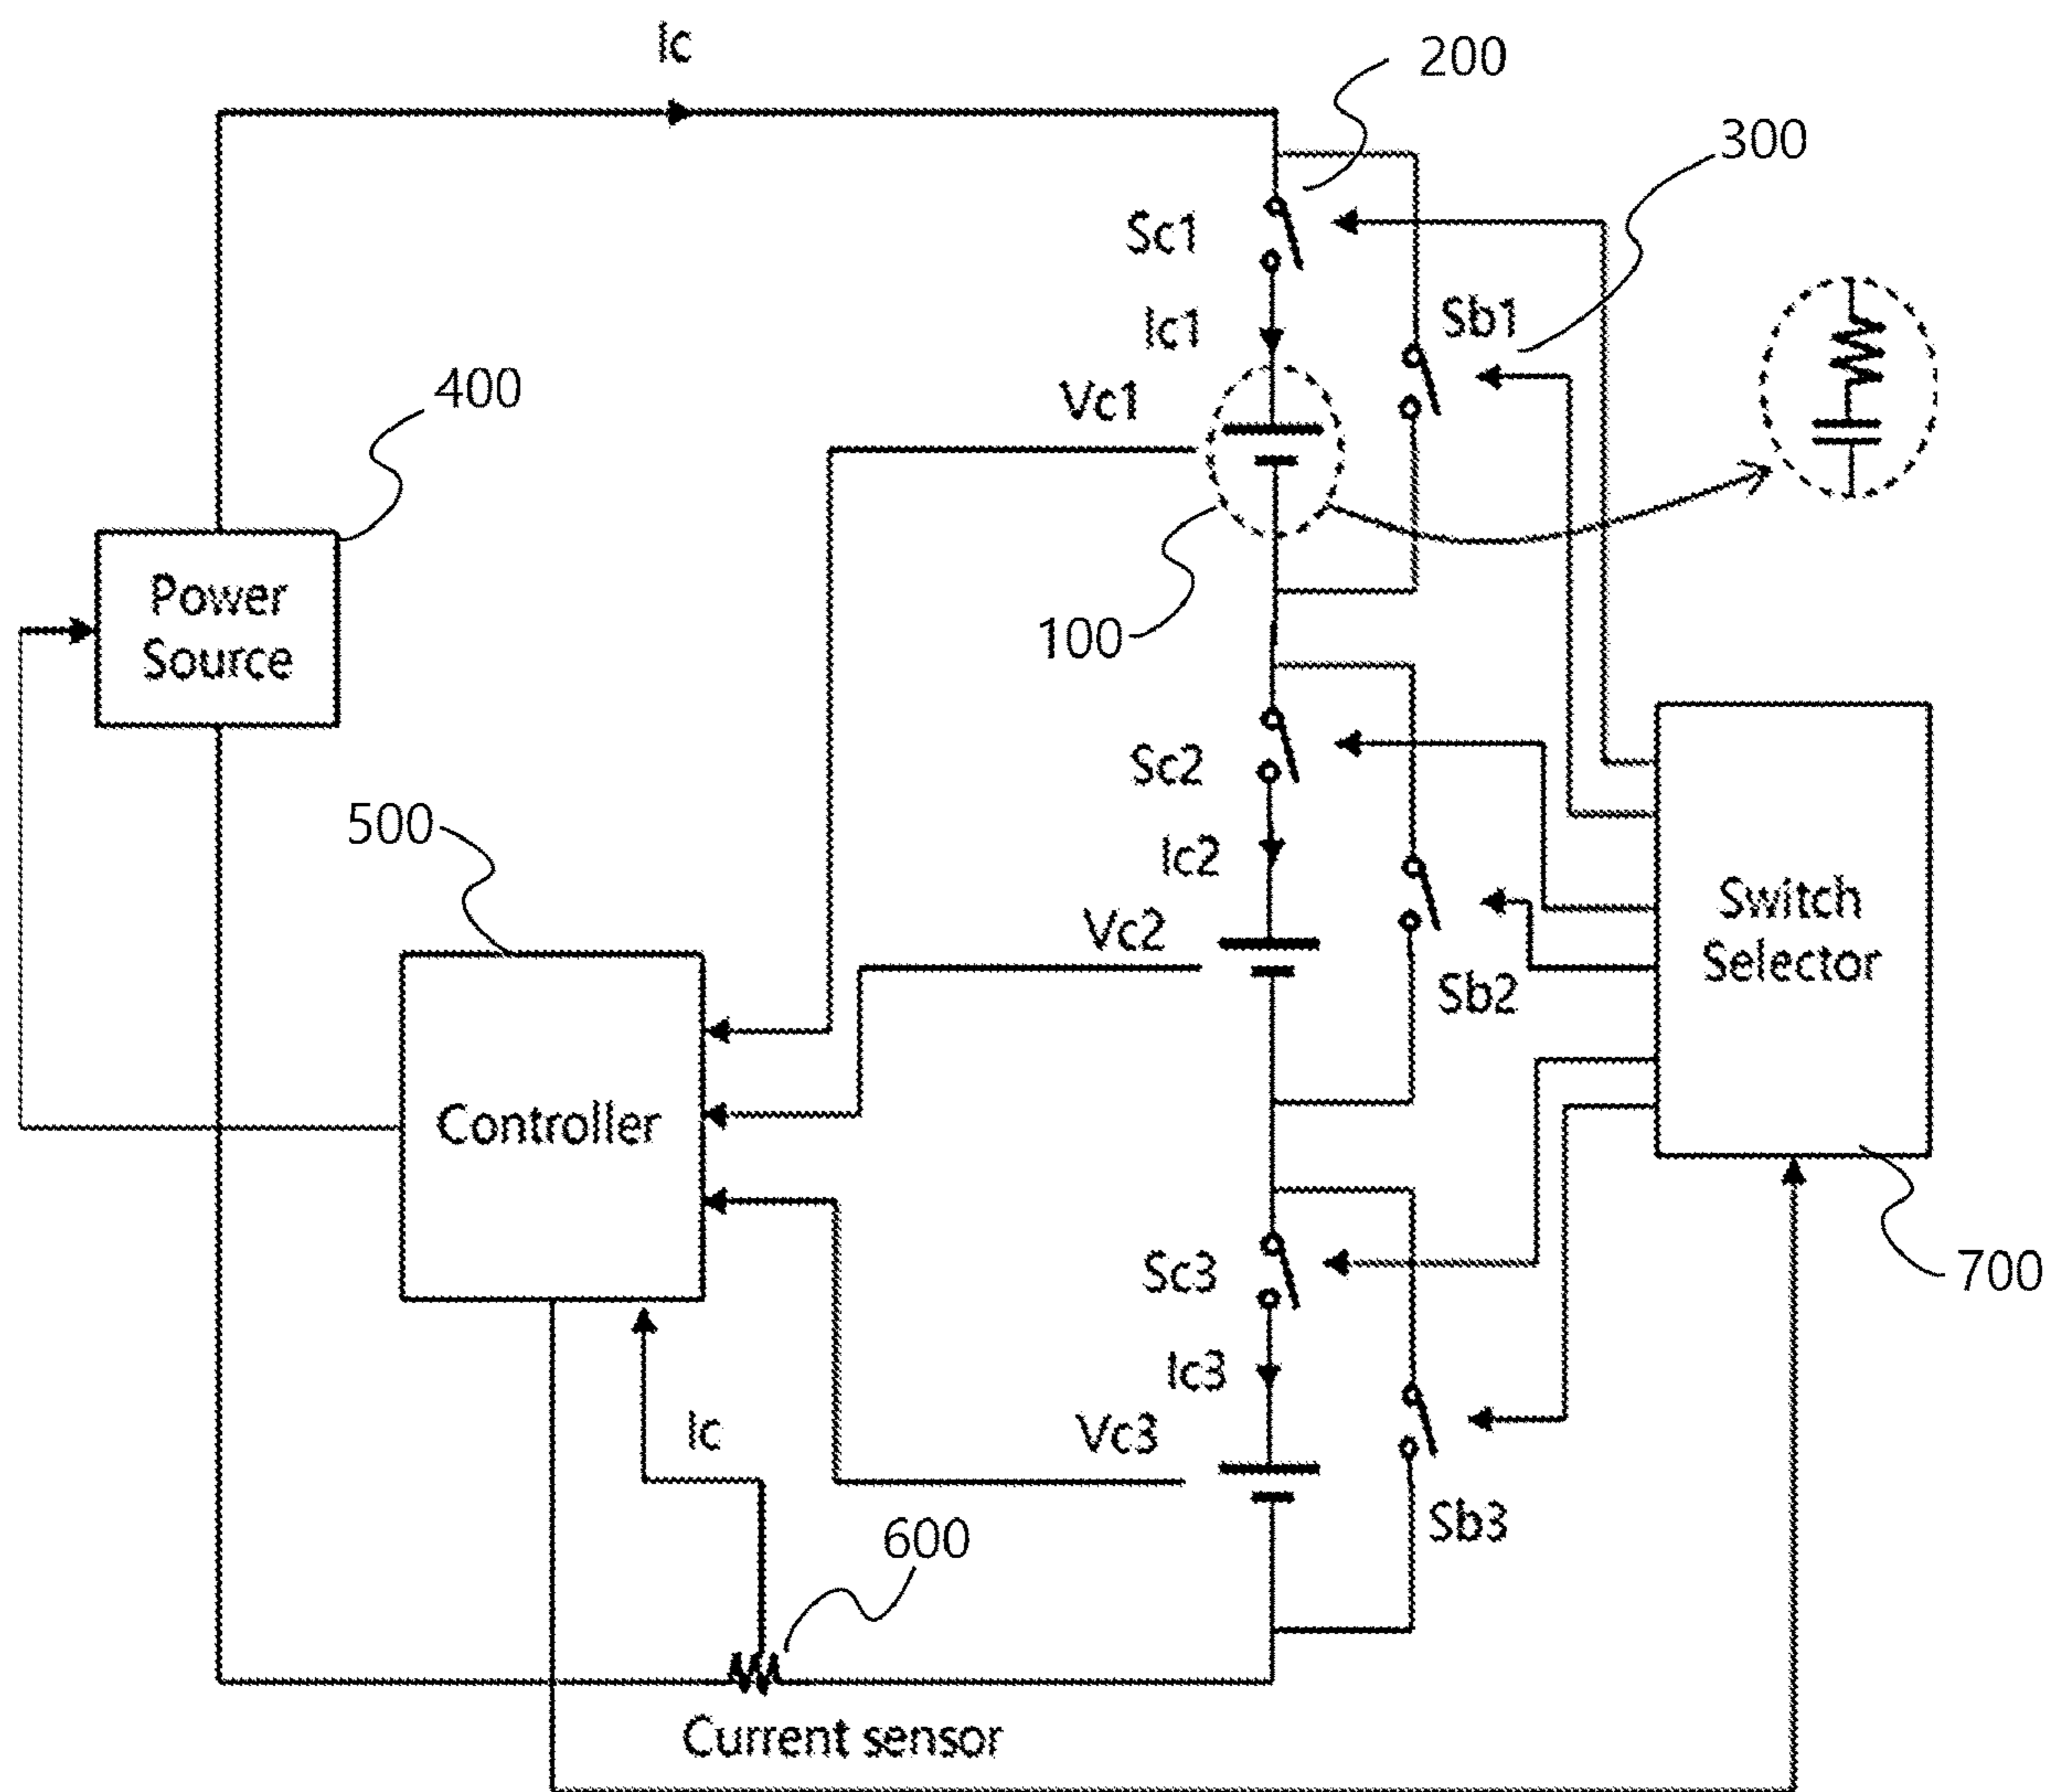 Ic
200
300
Sc1
Ic1
Sb1
Vc1
400
Power
Source
100
Sc2
500
Ic2
Switch
Selector
Vc2
Sb2
Controller
Sc3
700
Ic3
Ic
Vc3
Sb3
600
Current sensor